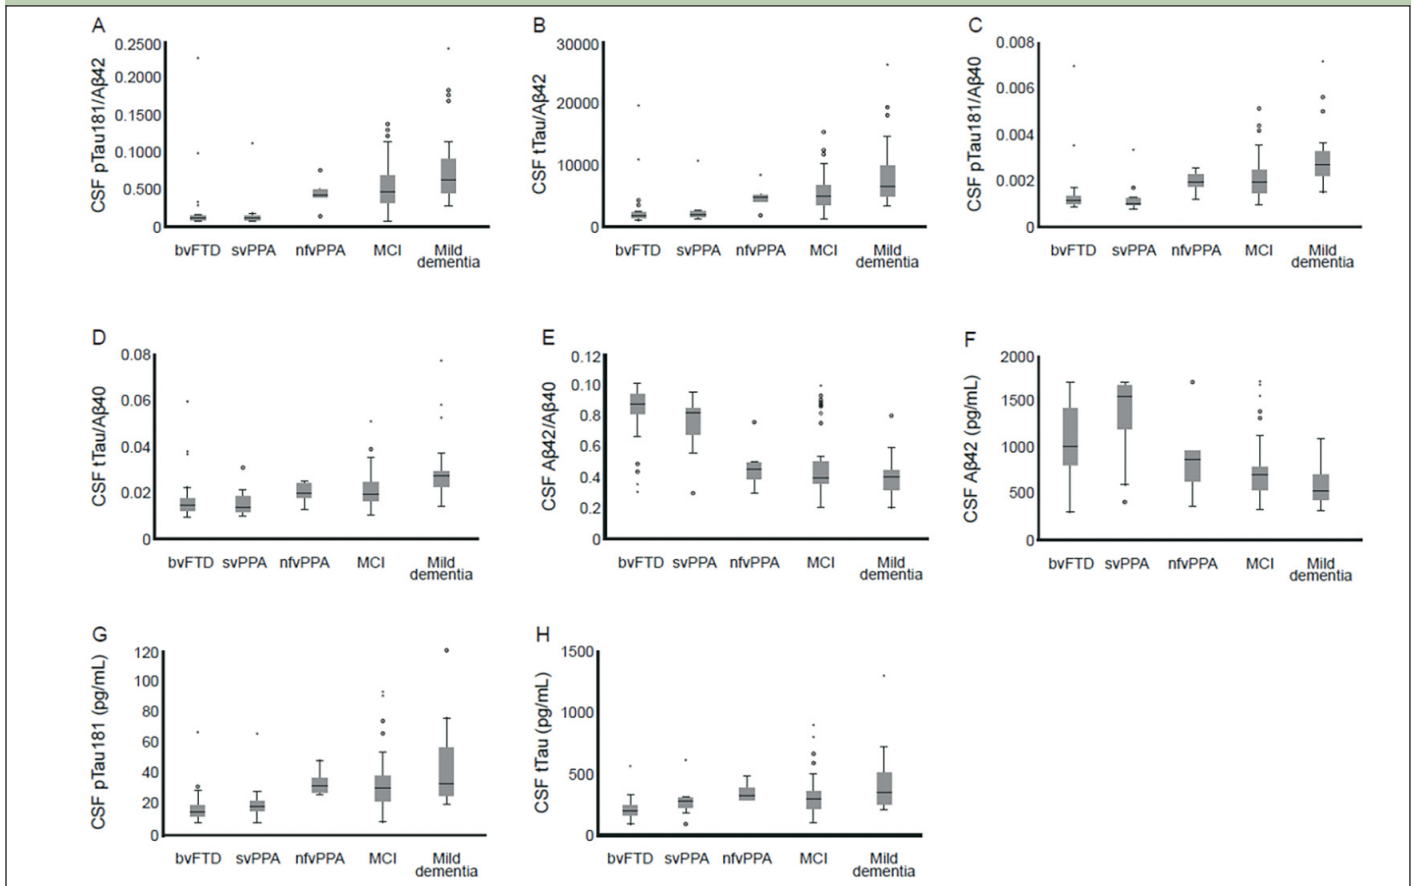 A
CSF pTau181/Aβ42
0.2500
0.2000
0.1500
0.1000
0.500
0
bvFTD svPPA nfvPPA MCI Mild
dementia
B
CSF tTau/Aβ42
30000
20000
10000
0
bvFTD svPPA nfvPPA MCI Mild
dementia
C
CSF pTau181/Aβ40
0.008
0.006
0.004
0.002
0
bvFTD svPPA nfvPPA MCI Mild
dementia
D
CSF tTau/Aβ40
0.08
0.06
0.04
0.02
0
bvFTD svPPA nfvPPA MCI Mild
dementia
E
CSF Aβ42/Aβ40
0.12
0.10
0.8
0.6
0.4
0.2
0
bvFTD svPPA nfvPPA MCI Mild
dementia
F
CSF Aβ42 (pg/mL)
2000
1500
1000
500
0
bvFTD svPPA nfvPPA MCI Mild
dementia
G
CSF pTau181 (pg/mL)
120
100
80
60
40
20
0
bvFTD svPPA nfvPPA MCI Mild
dementia
H
CSF tTau (pg/mL)
1500
1000
500
0
bvFTD svPPA nfvPPA MCI Mild
dementia